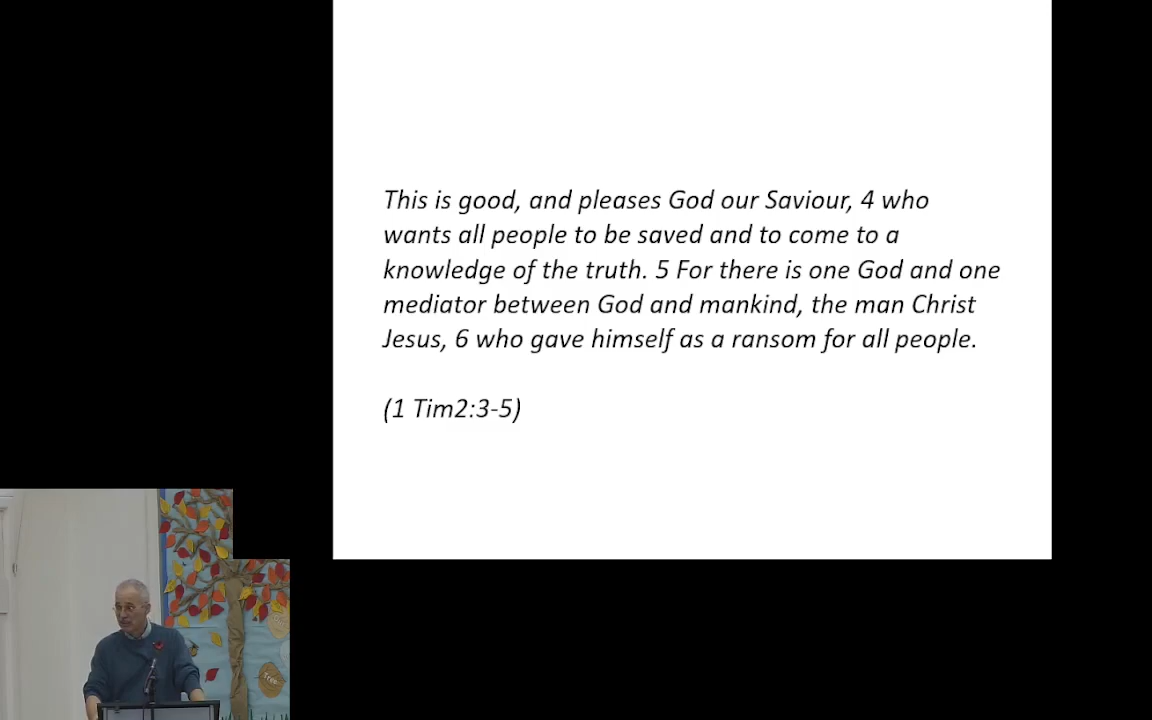 This is good, and pleases God our Saviour, 4 who
wants all people to be saved and to come to a
knowledge of the truth. 5 For there is one God and one
mediator between God and mankind, the man Christ
Jesus, 6 who gave himself as a ransom for all people.
(1 Tim2:3-5)